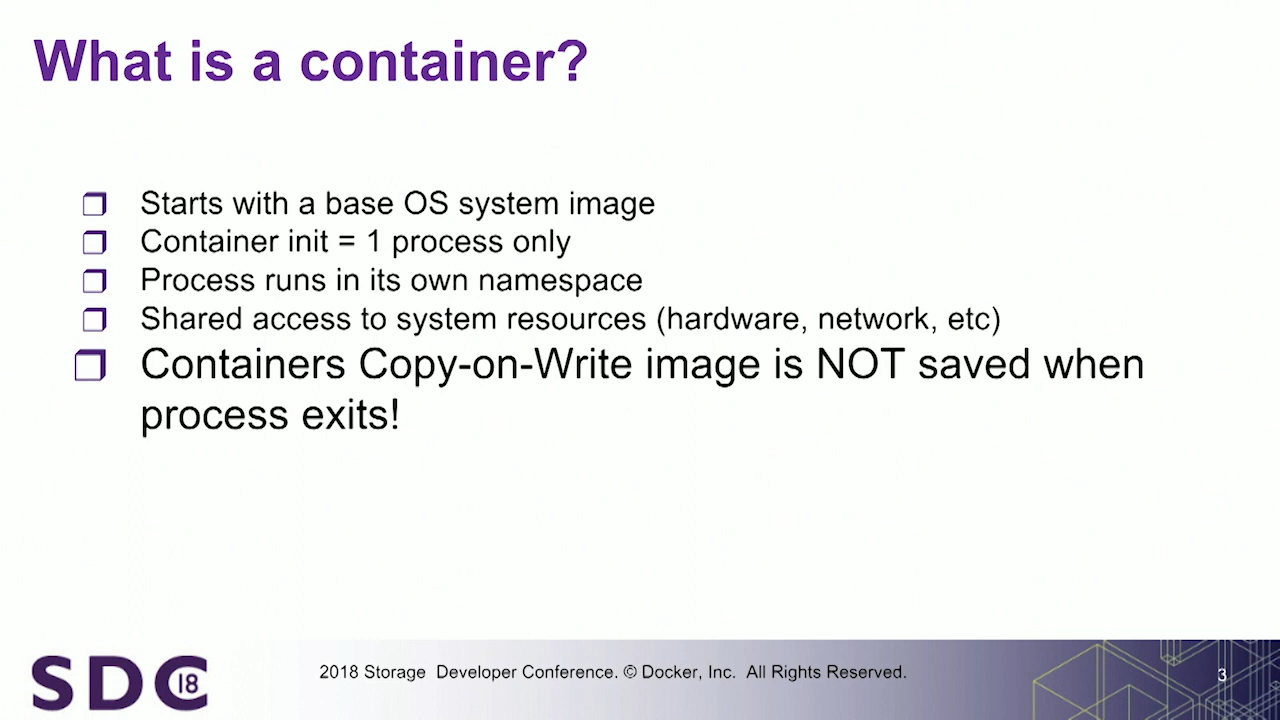 What is a container?
Starts with a base OS system image
Container init = 1 process only
Process runs in its own namespace
Shared access to system resources (hardware, network, etc)
Containers Copy-on-Write image is NOT saved when
process exits!
SDC 18
2018 Storage Developer Conference. © Docker, Inc. All Rights Reserved.
3